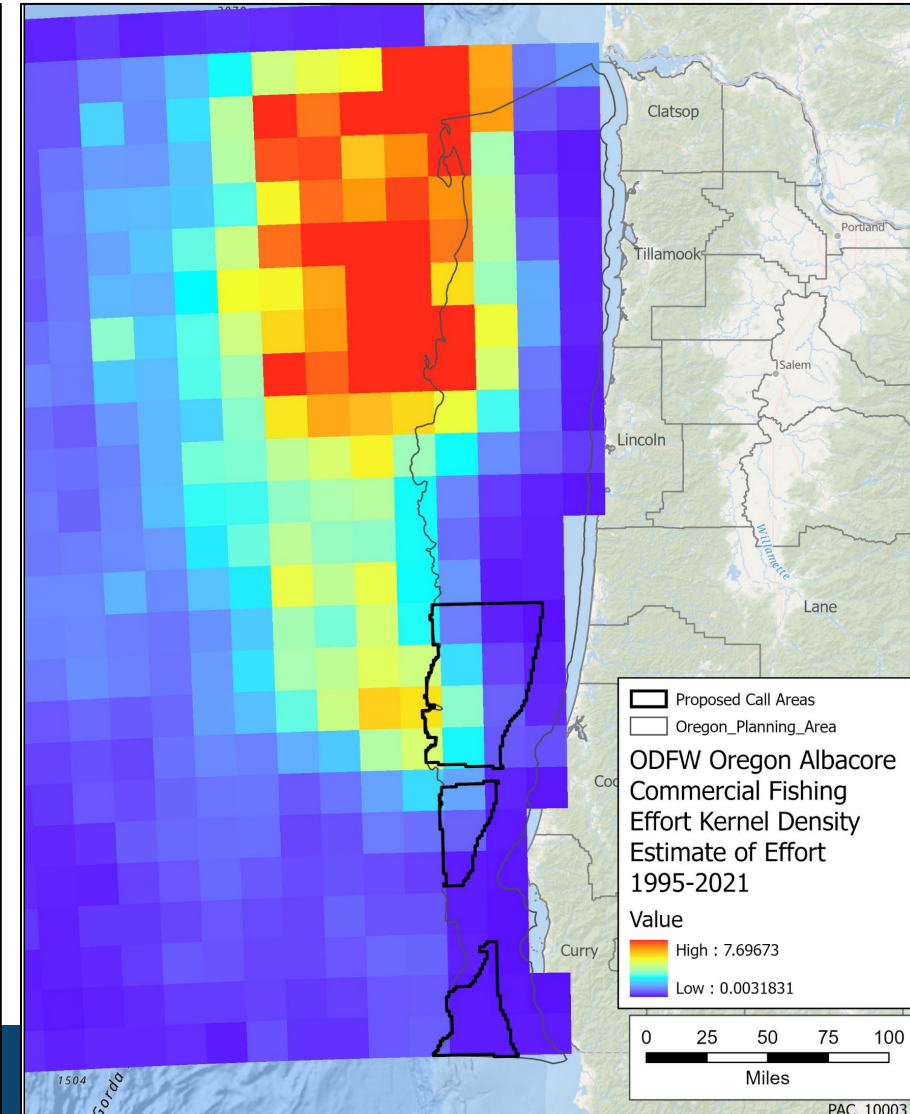 Clatsop
Portland
Tillamook
Salem
Lincoln
Willamette
Lane
Coo
Curry
1504
Gorda
Proposed Call Areas
Oregon_Planning_Area
ODFW Oregon Albacore
Commercial Fishing
Effort Kernel Density
Estimate of Effort
1995-2021
Value
High : 7.69673
Low : 0.0031831
0 25 50 75 100
Miles
PAC_10003